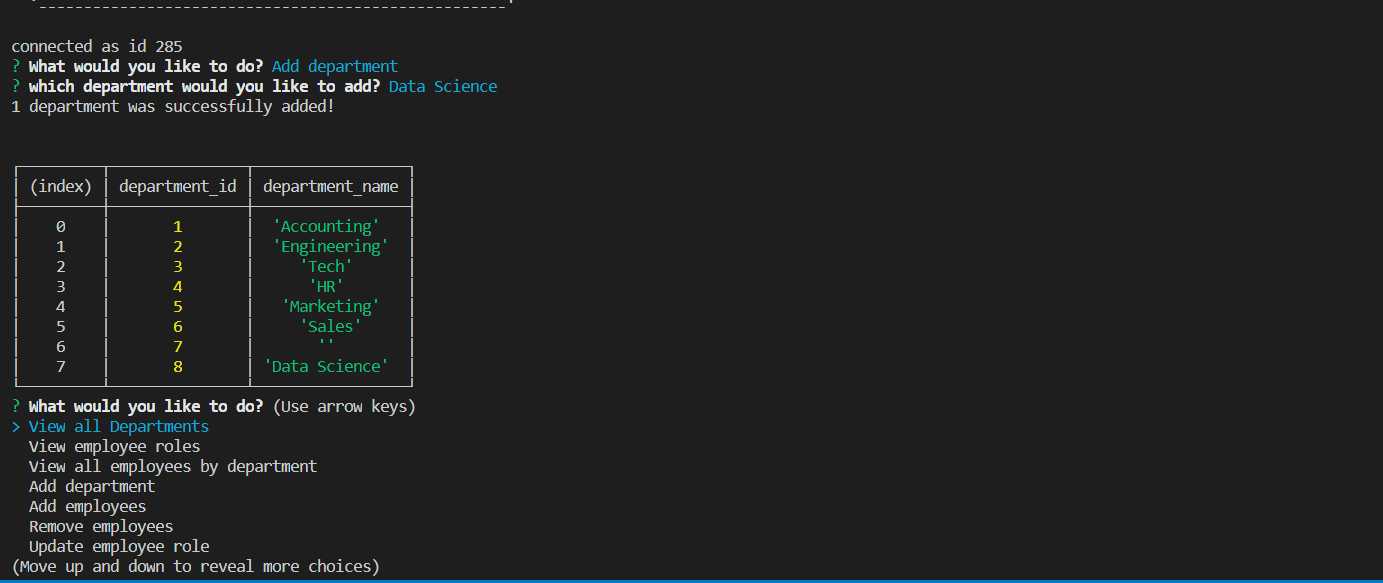 connected as id 285
? What would you like to do? Add department
? which department would you like to add? Data Science
1 department was successfully added!
(index) department_id department_name
0 1 'Accounting'
1 2 'Engineering'
2 3 'Tech'
3 4 'HR'
4 5 'Marketing'
5 6 'Sales'
6 7 ''
7 8 'Data Science'
? What would you like to do? (Use arrow keys)
> View all Departments
View employee roles
View all employees by department
Add department
Add employees
Remove employees
Update employee role
(Move up and down to reveal more choices)